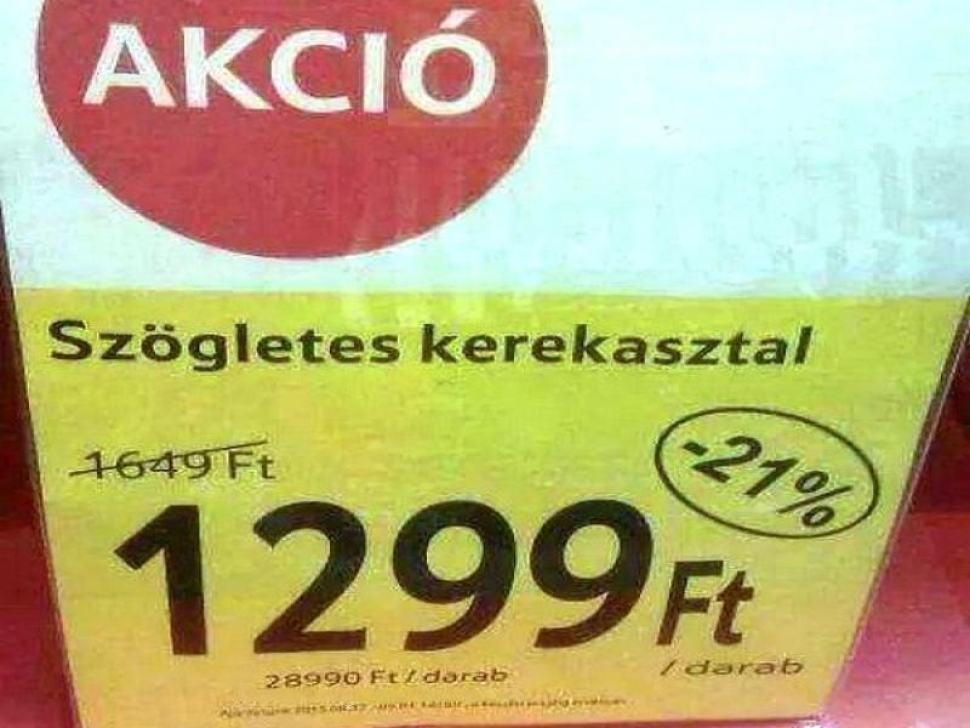 AKCIÓ
Szögletes kerekasztal
1649 Ft
-21%
1299 Ft
/ darab
28990 Ft / darab